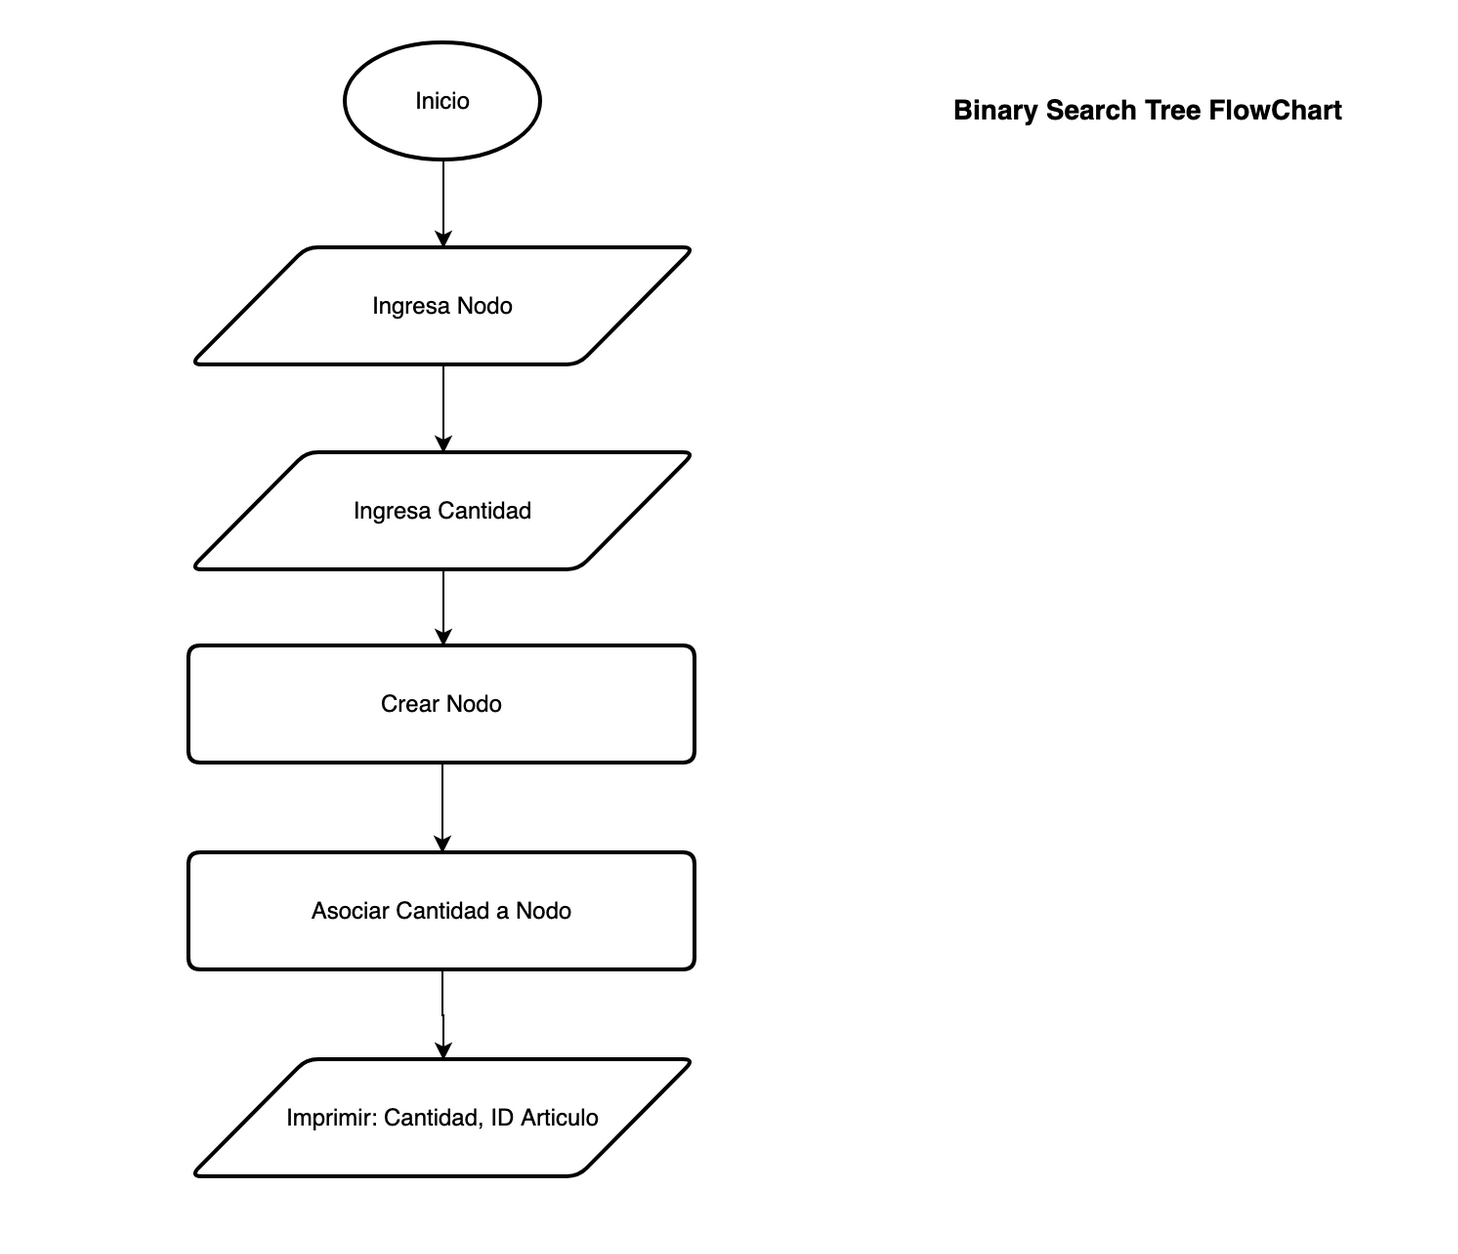 Inicio
Binary Search Tree FlowChart
Ingresa Nodo
Ingresa Cantidad
Crear Nodo
Asociar Cantidad a Nodo
Imprimir: Cantidad, ID Articulo